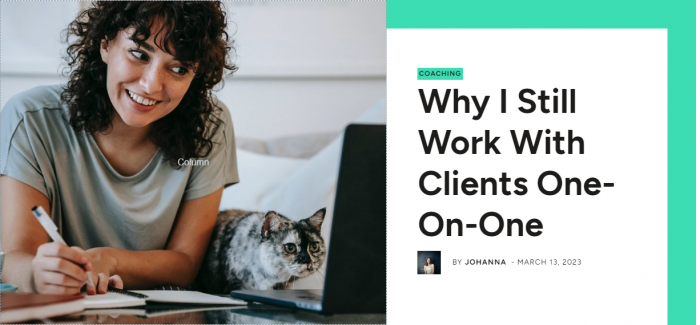 Column
COACHING
Why I Still
Work With
Clients One-
On-One
BY JOHANNA - MARCH 13, 2023